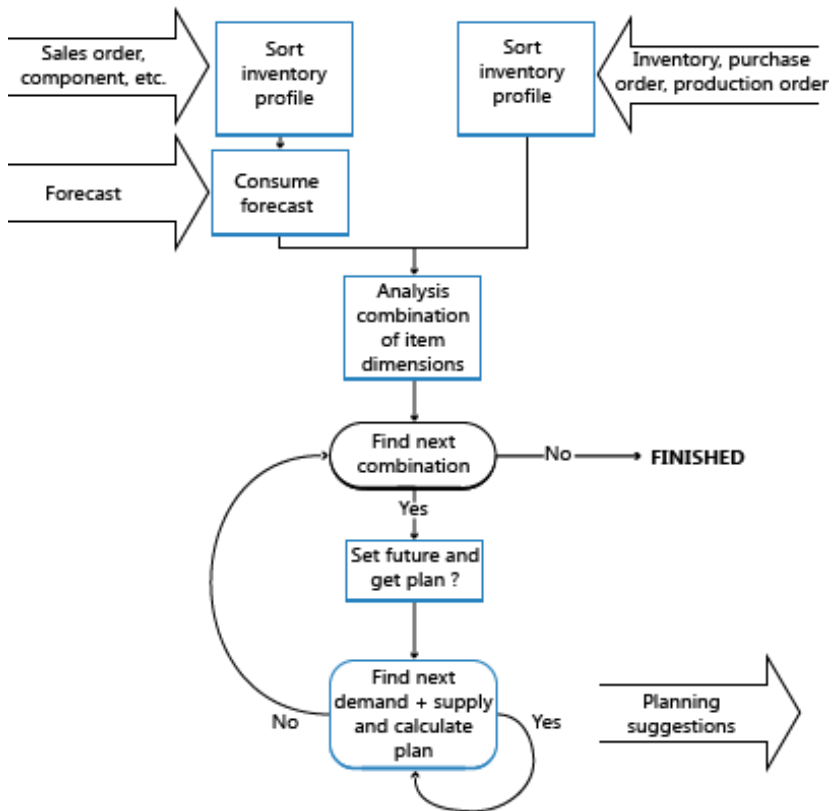 Sales order,
component, etc.
Sort
inventory
profile
Sort
inventory
profile
Inventory, purchase
order, production order
Forecast
Consume
forecast
Analysis
combination
of item
dimensions
Find next
combination
No
FINISHED
Yes
Set future and
get plan ?
Find next
demand + supply
and calculate
plan
No
Yes
Planning
suggestions